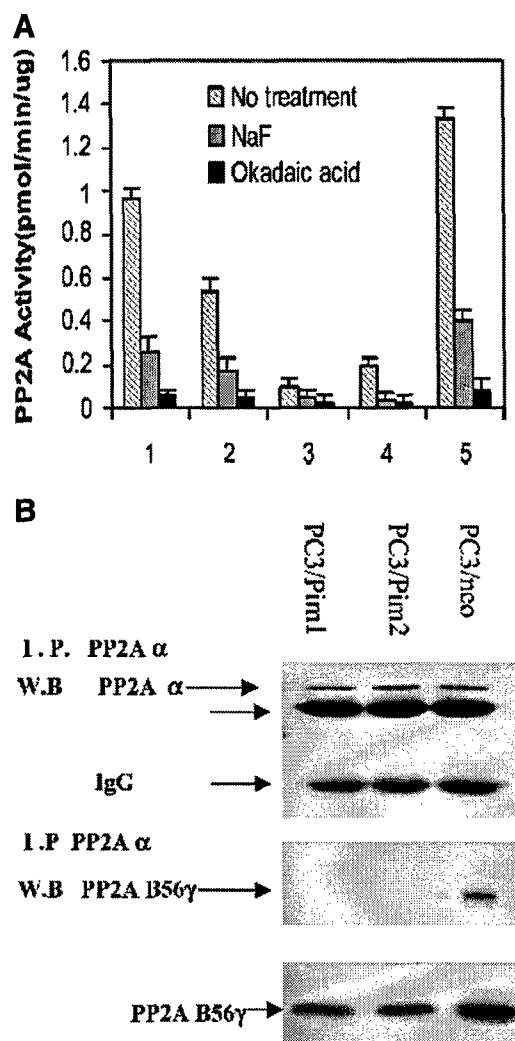 A
PP2A Activity(pmol/min/ug)
1.6
1.4
1.2
1
0.8
0.6
0.4
0.2
0
No treatment
NaF
Okadaic acid
1 2 3 4 5
B
PC3/Pim1
PC3/Pim2
PC3/neo
I. P. PP2A α
W.B PP2A α
IgG
I.P PP2A α
W.B PP2A B56γ
PP2A B56γ